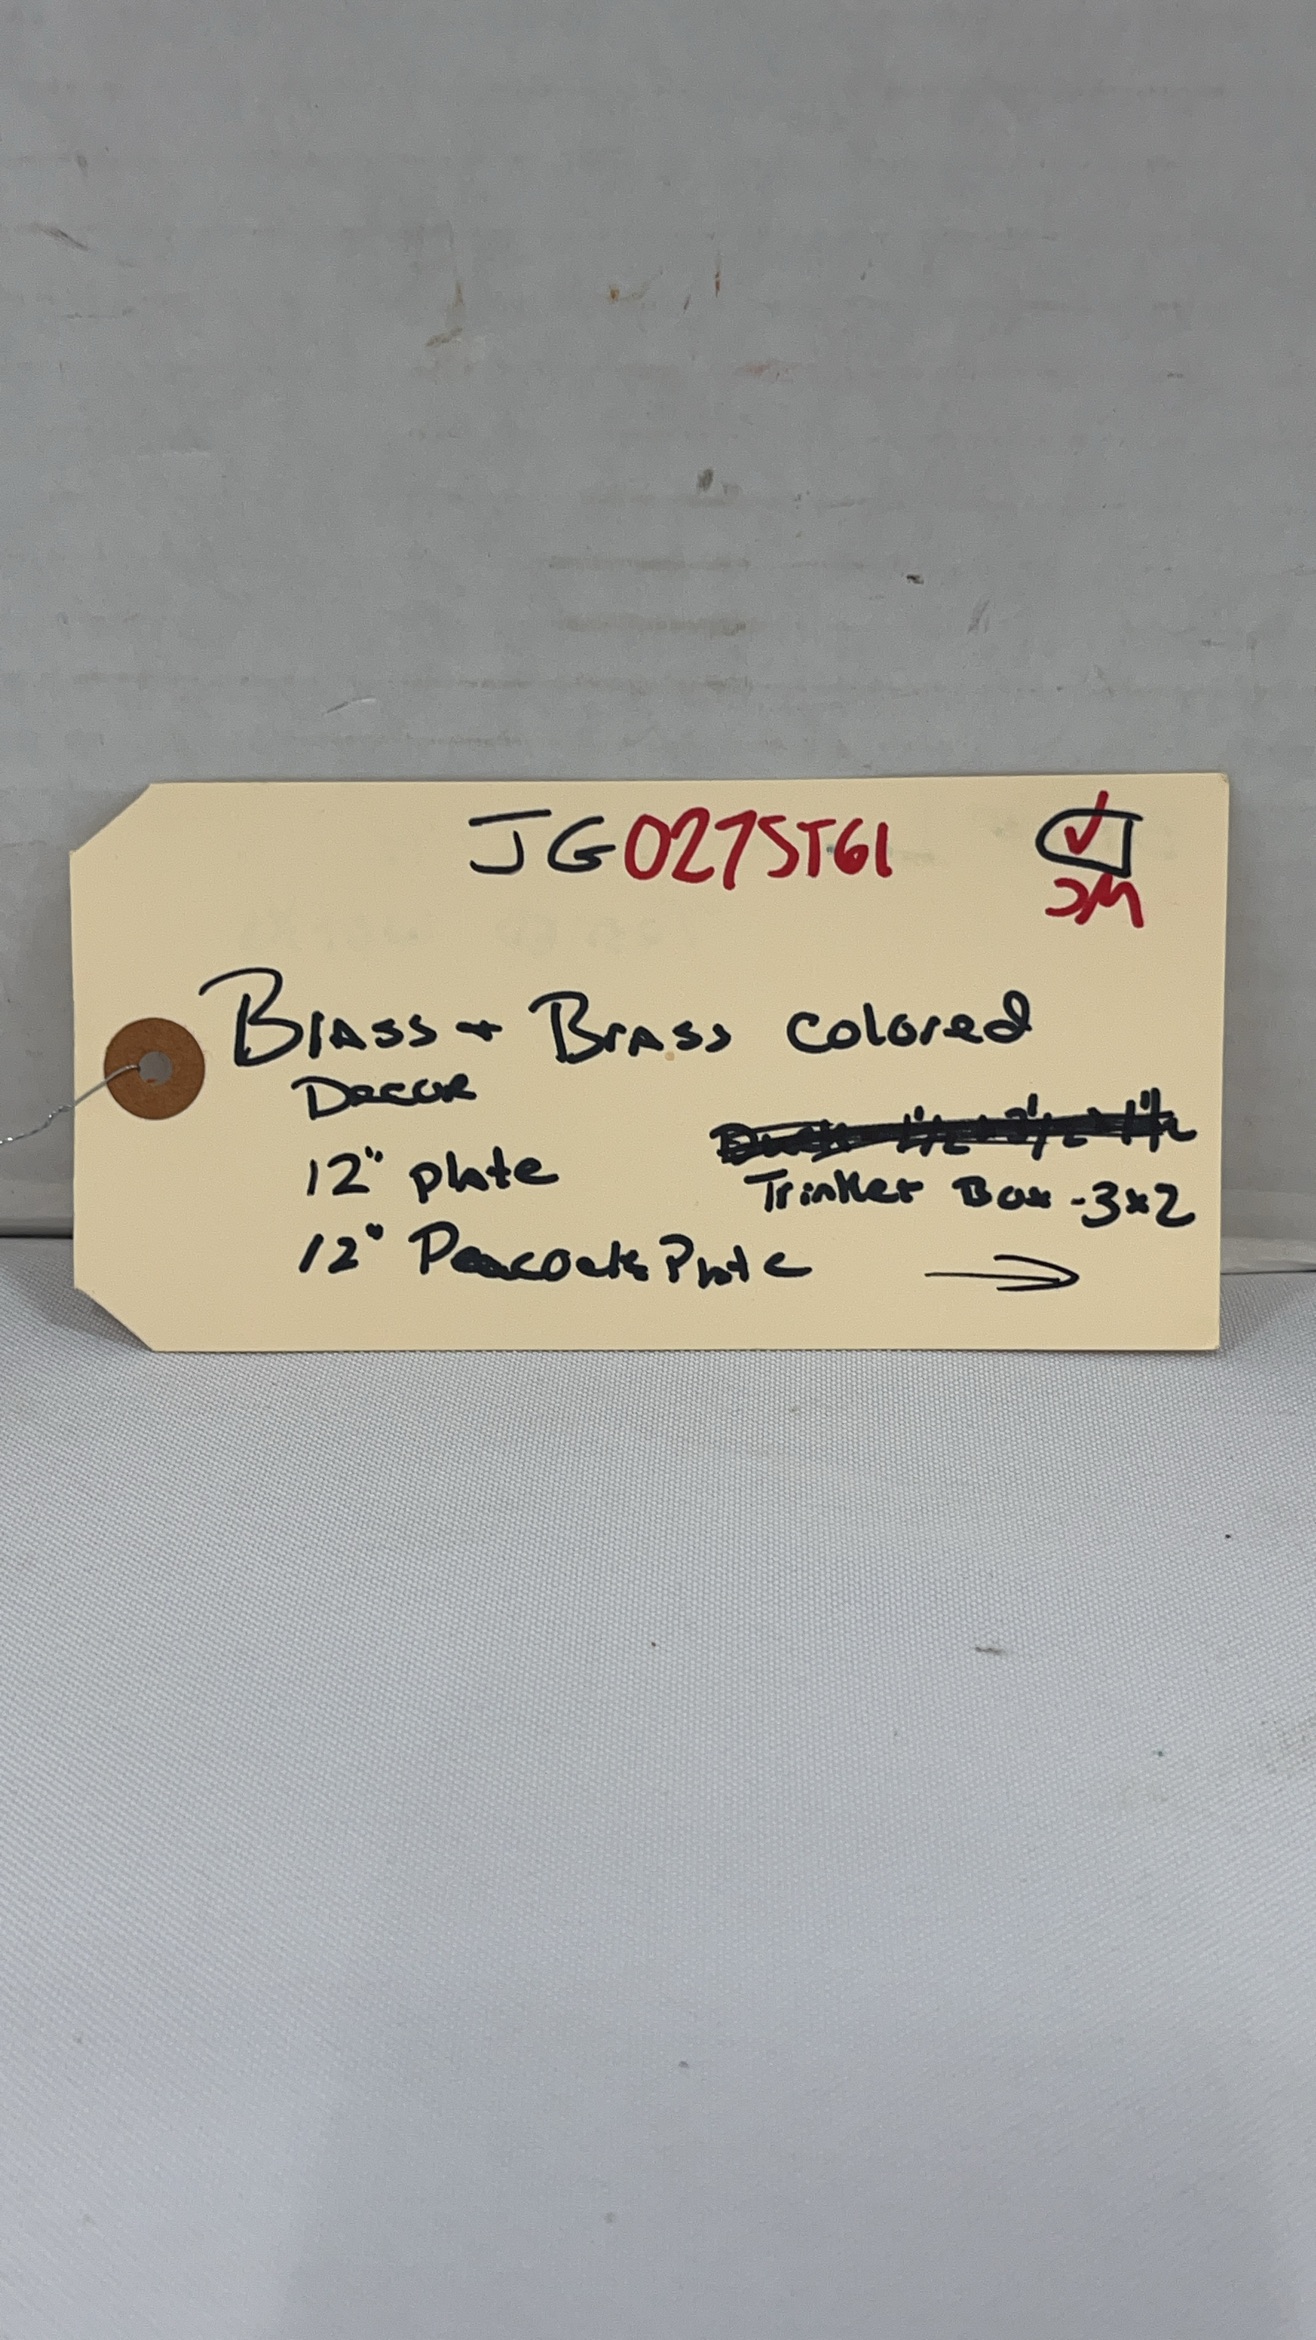 JG0275T61
JM
Brass + Brass colored
Decor
12" plate
Trinket Box - 3x2
12" Peacock Plate